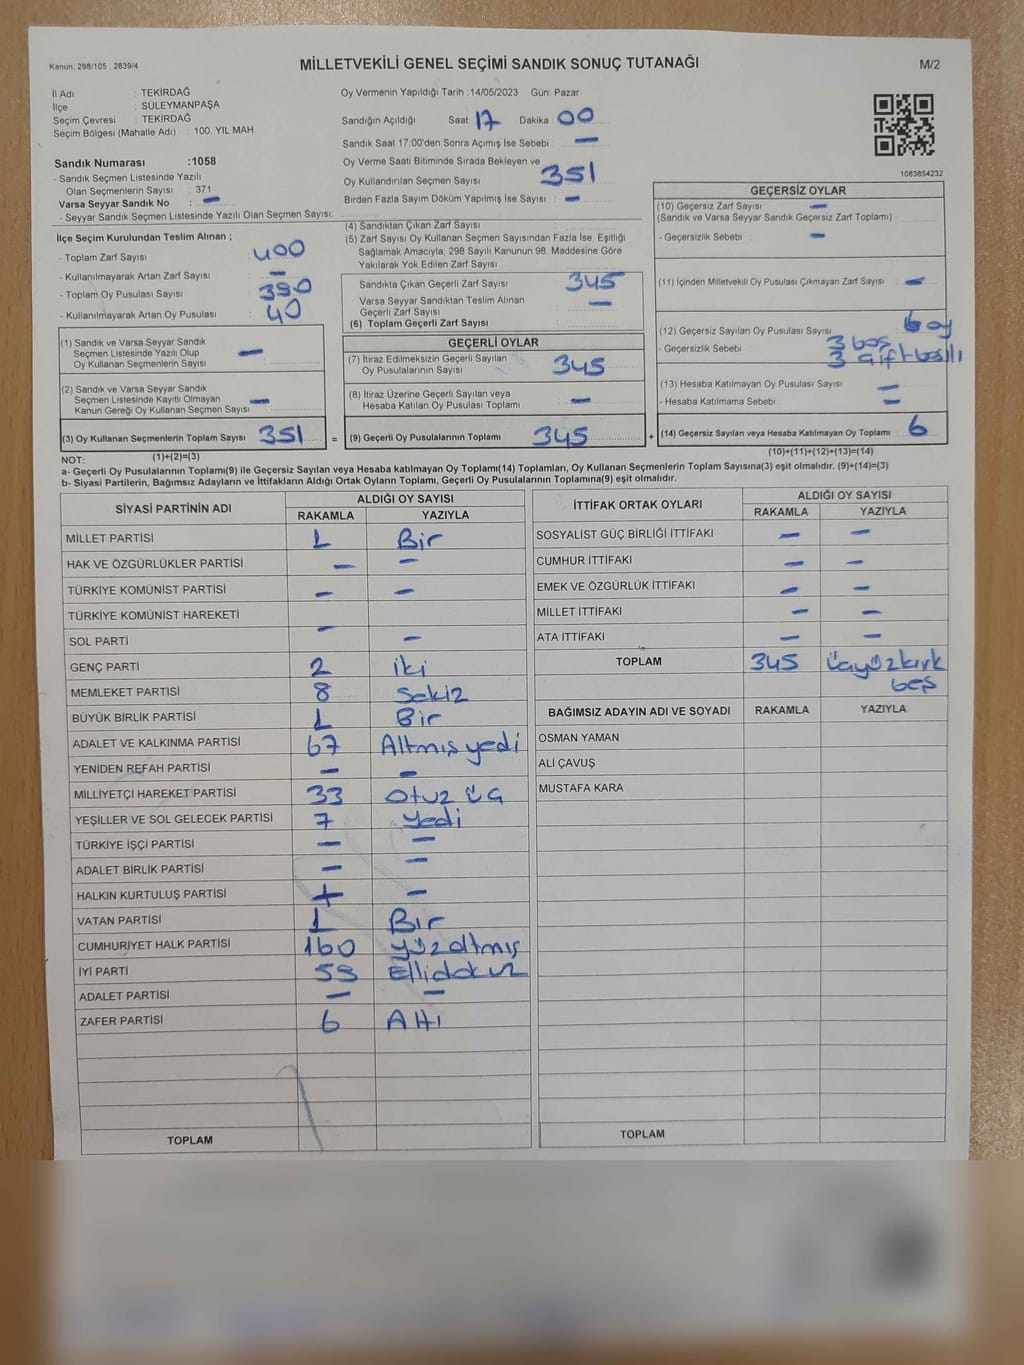 Kanun: 298/105 2839/4
MİLLETVEKİLİ GENEL SEÇİMİ SANDIK SONUÇ TUTANAĞI
M/2
İl Adı : TEKİRDAĞ
İlçe : SÜLEYMANPAŞA
Seçim Çevresi : TEKİRDAĞ
Seçim Bölgesi (Mahalle Adı) : 100. YIL MAH.
Sandık Numarası :1058
- Sandık Seçmen Listesinde Yazılı
Olan Seçmenlerin Sayısı : 371
Varsa Seyyar Sandık No : —
- Seyyar Sandık Seçmen Listesinde Yazılı Olan Seçmen Sayısı:
Oy Vermenin Yapıldığı Tarih :14/05/2023 Gün: Pazar
Sandığın Açıldığı Saat: 17 Dakika : 00
Sandık Saat 17:00'den Sonra Açımış İse Sebebi : —
Oy Verme Saati Bitiminde Sırada Bekleyen ve
Oy Kullandırılan Seçmen Sayısı : 351
Birden Fazla Sayım Döküm Yapılmış İse Sayısı : —
1083854232
İlçe Seçim Kurulundan Teslim Alınan ;
- Toplam Zarf Sayısı : 400
- Kullanılmayarak Artan Zarf Sayısı : —
- Toplam Oy Pusulası Sayısı : 390
- Kullanılmayarak Artan Oy Pusulası : 40
(1) Sandık ve Varsa Seyyar Sandık
Seçmen Listesinde Yazılı Olup
Oy Kullanan Seçmenlerin Sayısı : —
(2) Sandık ve Varsa Seyyar Sandık
Seçmen Listesinde Kayıtlı Olmayan
Kanun Gereği Oy Kullanan Seçmen Sayısı : —
(3) Oy Kullanan Seçmenlerin Toplam Sayısı 351 =
(1)+(2)=(3)
(4) Sandıktan Çıkan Zarf Sayısı :
(5) Zarf Sayısı Oy Kullanan Seçmen Sayısından Fazla İse, Eşitliği
Sağlamak Amacıyla, 298 Sayılı Kanunun 98. Maddesine Göre
Yakılarak Yok Edilen Zarf Sayısı :
Sandıkta Çıkan Geçerli Zarf Sayısı : 345
Varsa Seyyar Sandıktan Teslim Alınan
Geçerli Zarf Sayısı : —
(6) Toplam Geçerli Zarf Sayısı :
GEÇERLİ OYLAR
(7) İtiraz Edilmeksizin Geçerli Sayılan
Oy Pusulalarının Sayısı : 345
(8) İtiraz Üzerine Geçerli Sayılan veya
Hesaba Katılan Oy Pusulası Toplamı : —
(9) Geçerli Oy Pusulalarının Toplamı 345 +
GEÇERSİZ OYLAR
(10) Geçersiz Zarf Sayısı : —
(Sandık ve Varsa Seyyar Sandık Geçersiz Zarf Toplamı)
- Geçersizlik Sebebi : —
(11) İçinden Milletvekili Oy Pusulası Çıkmayan Zarf Sayısı : —
(12) Geçersiz Sayılan Oy Pusulası Sayısı : 6 oy
- Geçersizlik Sebebi : 3 boş
3 çift basılı
(13) Hesaba Katılmayan Oy Pusulası Sayısı : —
- Hesaba Katılmama Sebebi : —
(14) Geçersiz Sayılan veya Hesaba Katılmayan Oy Toplamı : 6
(10)+(11)+(12)+(13)=(14)
NOT:
a- Geçerli Oy Pusulalarının Toplamı(9) ile Geçersiz Sayılan veya Hesaba katılmayan Oy Toplamı(14) Toplamları, Oy Kullanan Seçmenlerin Toplam Sayısına(3) eşit olmalıdır. (9)+(14)=(3)
b- Siyasi Partilerin, Bağımsız Adayların ve İttifakların Aldığı Ortak Oyların Toplamı, Geçerli Oy Pusulalarının Toplamına(9) eşit olmalıdır.
SİYASİ PARTİNİN ADI ALDIĞI OY SAYISI
RAKAMLA YAZIYLA
MİLLET PARTİSİ 1 Bir
HAK VE ÖZGÜRLÜKLER PARTİSİ — —
TÜRKİYE KOMÜNİST PARTİSİ — —
TÜRKİYE KOMÜNİST HAREKETİ —
SOL PARTİ —
GENÇ PARTİ 2 iki
MEMLEKET PARTİSİ 8 Sekiz
BÜYÜK BİRLİK PARTİSİ 1 Bir
ADALET VE KALKINMA PARTİSİ 67 Altmış yedi
YENİDEN REFAH PARTİSİ — —
MİLLİYETÇİ HAREKET PARTİSİ 33 Otuz üç
YEŞİLLER VE SOL GELECEK PARTİSİ 7 yedi
TÜRKİYE İŞÇİ PARTİSİ — —
ADALET BİRLİK PARTİSİ — —
HALKIN KURTULUŞ PARTİSİ —
VATAN PARTİSİ 1 Bir
CUMHURİYET HALK PARTİSİ 160 yüzaltmış
İYİ PARTİ 59 Ellidokuz
ADALET PARTİSİ — —
ZAFER PARTİSİ 6 Altı
TOPLAM
İTTİFAK ORTAK OYLARI ALDIĞI OY SAYISI
RAKAMLA YAZIYLA
SOSYALİST GÜÇ BİRLİĞİ İTTİFAKI — —
CUMHUR İTTİFAKI — —
EMEK VE ÖZGÜRLÜK İTTİFAKI — —
MİLLET İTTİFAKI — —
ATA İTTİFAKI — —
TOPLAM 345 üçyüzkırk
beş
BAĞIMSIZ ADAYIN ADI VE SOYADI RAKAMLA YAZIYLA
OSMAN YAMAN
ALİ ÇAVUŞ
MUSTAFA KARA
TOPLAM